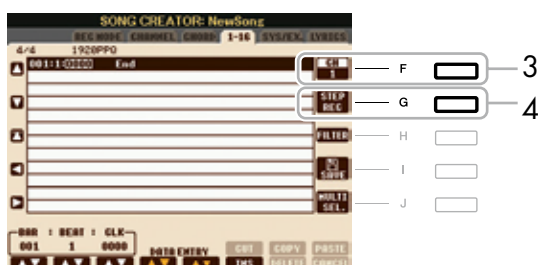 SONG CREATOR: NewSong
REC MODE CHANNEL CHORD 1-16 SYS/EX. LYRICS
4/4 1920PPQ
001:1:0000 End
CH 1
F
3
STEP REC
G
4
FILTER
H
SAVE
I
MULTI SEL.
J
BAR : BEAT : CLK
001 1 0000
DATA ENTRY
CUT COPY PASTE
INS DELETE CANCEL